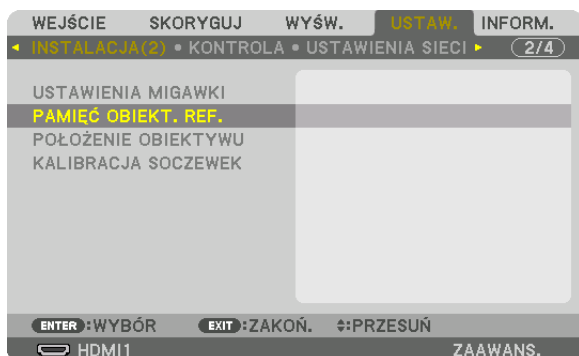 WEJŚCIE SKORYGUJ WYŚW. USTAW. INFORM.
◂ INSTALACJA(2) ● KONTROLA ● USTAWIENIA SIECI ▸ 2/4
USTAWIENIA MIGAWKI
PAMIĘĆ OBIEKT. REF.
POŁOŻENIE OBIEKTYWU
KALIBRACJA SOCZEWEK
ENTER :WYBÓR EXIT :ZAKOŃ. ♦:PRZESUŃ
HDMI1 ZAAWANS.